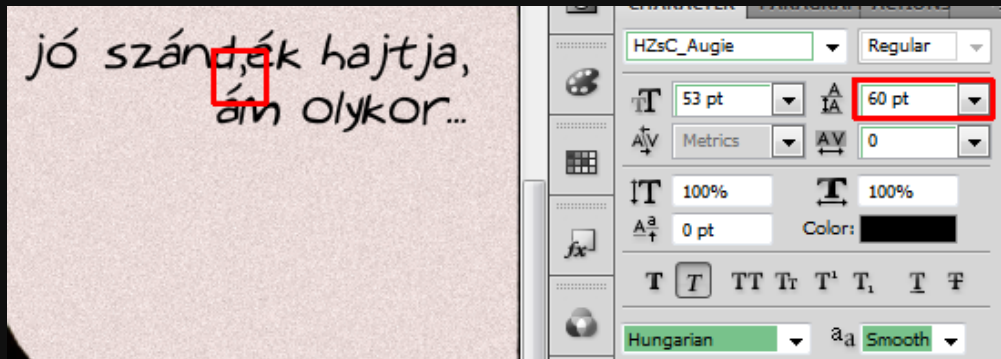 jó szándék hajtja,
ám olykor...
HZsC_Augie Regular
53 pt 60 pt
Metrics 0
100% 100%
0 pt Color:
T T TT Tr T¹ T₁ T T
Hungarian aa Smooth